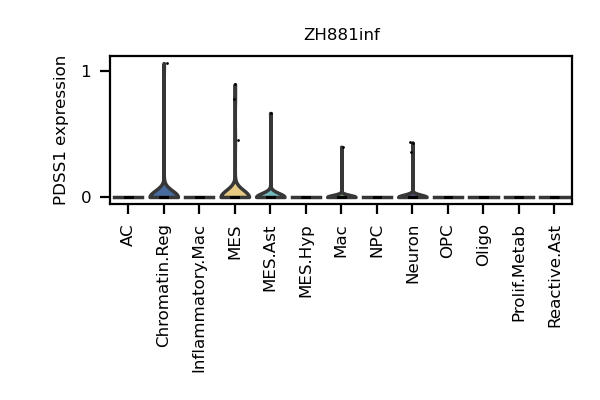 ZH881inf
PDSS1 expression
1
0
AC
Chromatin.Reg
Inflammatory.Mac
MES
MES.Ast
MES.Hyp
Mac
NPC
Neuron
OPC
Oligo
Prolif.Metab
Reactive.Ast